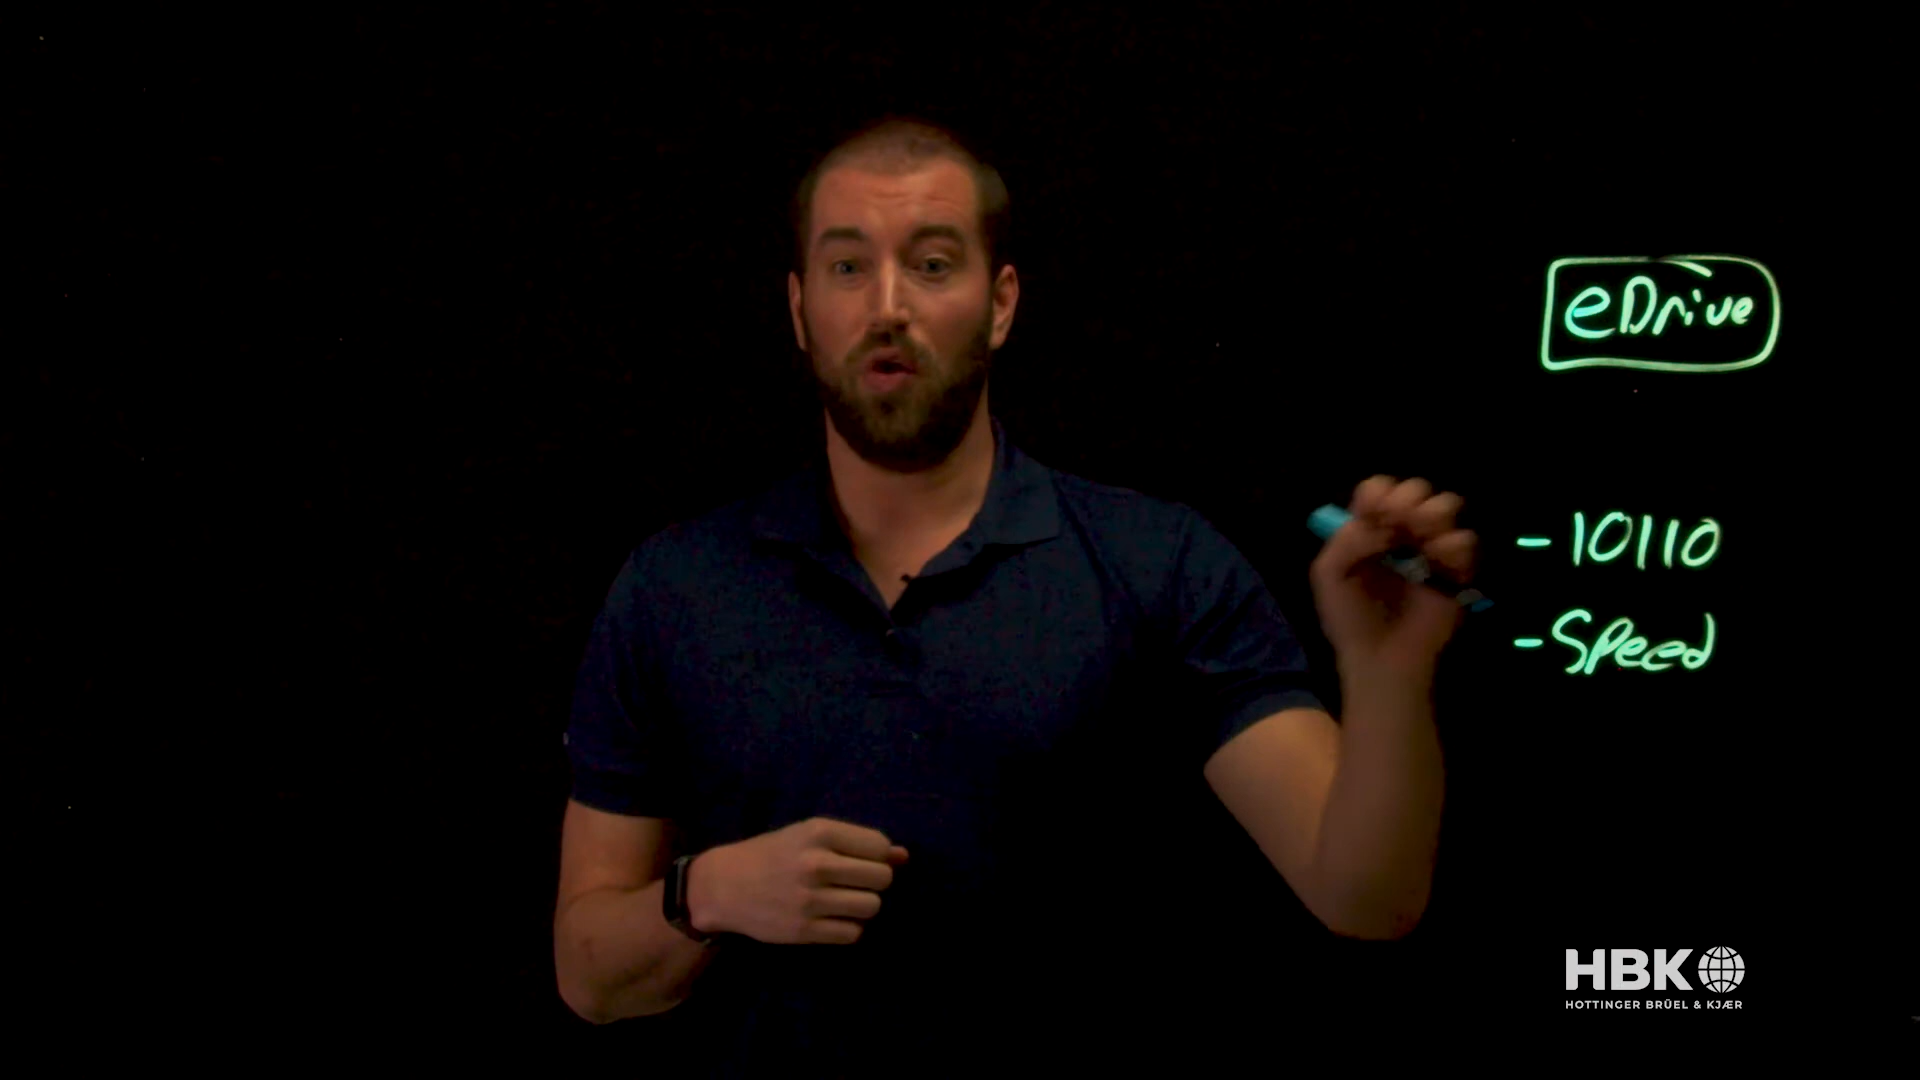 eDrive
- 10110
- Speed
HBK
HOTTINGER BRÜEL & KJÆR